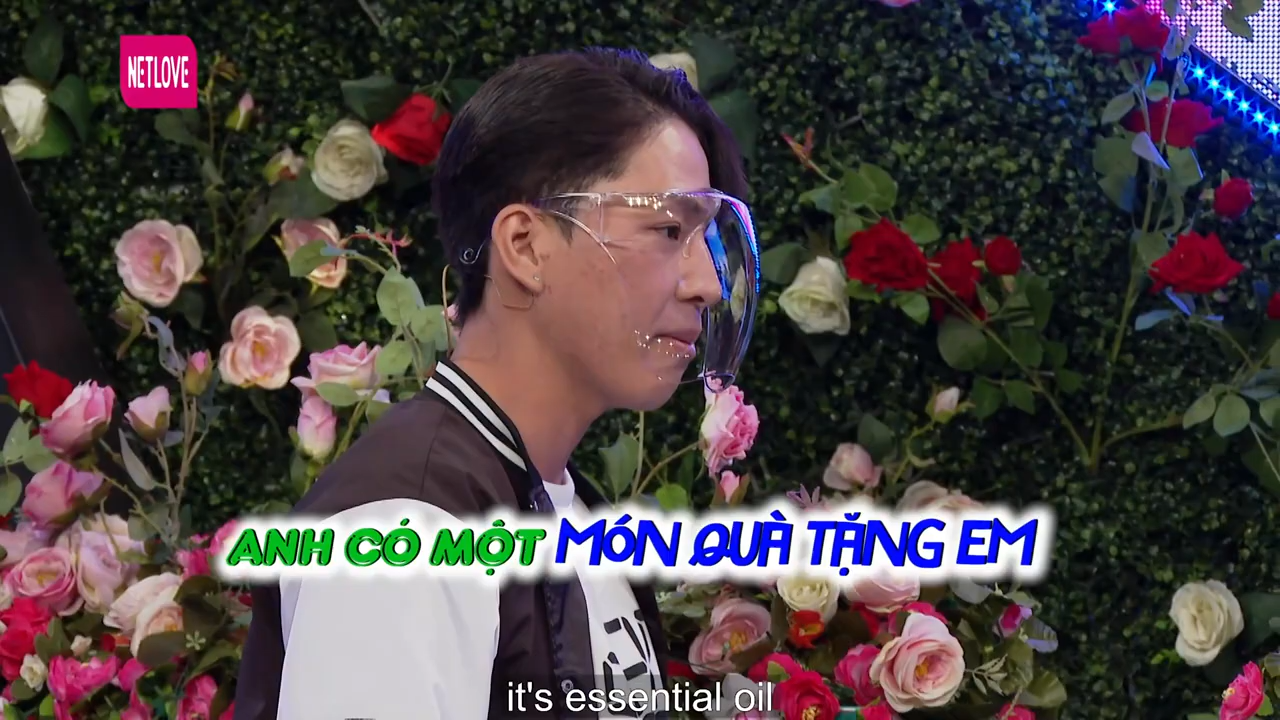 NETLOVE
ANH CÓ MỘT MÓN QUÀ TẶNG EM
it's essential oil